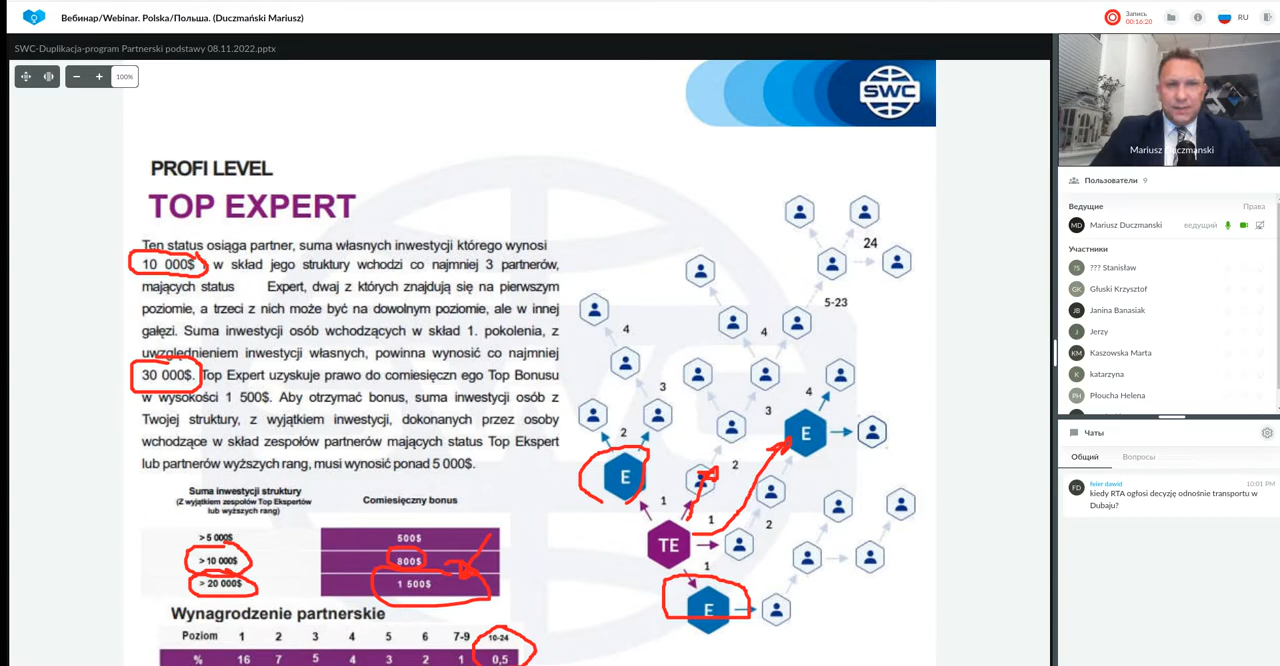 Вебинар/Webinar. Polska/Польша. (Duczmański Mariusz)
Запись
00:16:20
RU
SWC-Duplikacja-program Partnerski podstawy 08.11.2022.pptx
100%
SWC
PROFI LEVEL
TOP EXPERT
Ten status osiąga partner, suma własnych inwestycji którego wynosi
10 000$, w skład jego struktury wchodzi co najmniej 3 partnerów,
mających status Expert, dwaj z których znajdują się na pierwszym
poziomie, a trzeci z nich może być na dowolnym poziomie, ale w innej
gałęzi. Suma inwestycji osób wchodzących w skład 1. pokolenia, z
uwzględnieniem inwestycji własnych, powinna wynosić co najmniej
30 000$. Top Expert uzyskuje prawo do comiesięczn ego Top Bonusu
w wysokości 1 500$. Aby otrzymać bonus, suma inwestycji osób z
Twojej struktury, z wyjątkiem inwestycji, dokonanych przez osoby
wchodzące w skład zespołów partnerów mających status Top Ekspert
lub partnerów wyższych rang, musi wynosić ponad 5 000$.
Suma inwestycji struktury
(Z wyjątkiem zespołów Top Ekspertów
lub wyższych rang)
Comiesięczny bonus
> 5 000$ 500$
> 10 000$ 800$
> 20 000$ 1 500$
Wynagrodzenie partnerskie
Poziom 1 2 3 4 5 6 7-9 10-24
% 16 7 5 4 3 2 1 0,5
24
5-23
4
4
3
4
3
2
E
E
2
1
1
2
TE
1
E
Mariusz Duczmanski
Пользователи 9
Ведущие Права
MD Mariusz Duczmanski ведущий
Участники
?S ??? Stanisław
GK Głuski Krzysztof
JB Janina Banasiak
J Jerzy
KM Kaszowska Marta
K katarzyna
PH Płoucha Helena
Чаты
Общий Вопросы
FD feier dawid 10:01 PM
kiedy RTA ogłosi decyzję odnośnie transportu w
Dubaju?